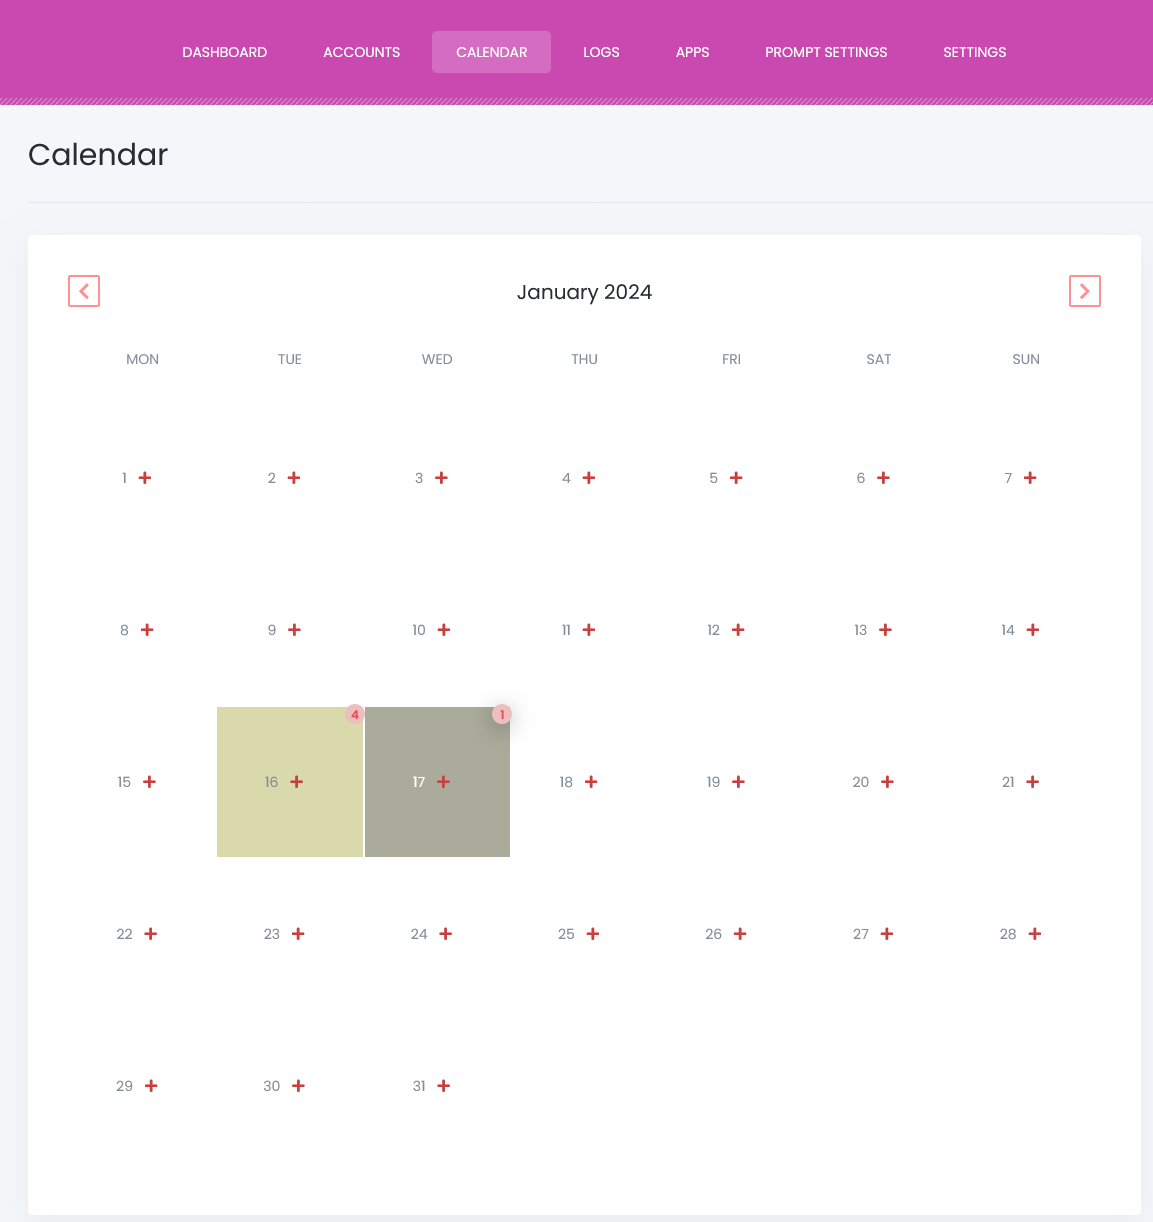 DASHBOARD ACCOUNTS CALENDAR LOGS APPS PROMPT SETTINGS SETTINGS
Calendar
January 2024
MON TUE WED THU FRI SAT SUN
1 + 2 + 3 + 4 + 5 + 6 + 7 +
8 + 9 + 10 + 11 + 12 + 13 + 14 +
4 1
15 + 16 + 17 + 18 + 19 + 20 + 21 +
22 + 23 + 24 + 25 + 26 + 27 + 28 +
29 + 30 + 31 +